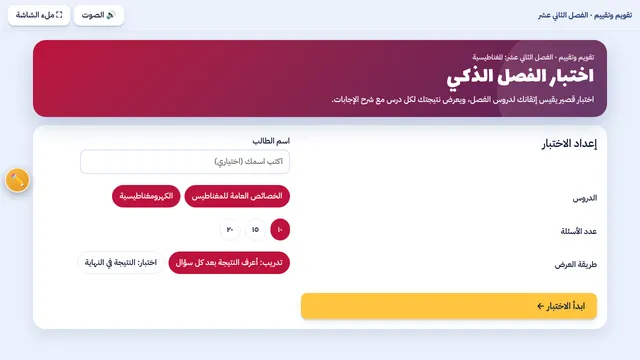 تقويم وتقييم · الفصل الثاني عشر
🔊 الصوت
⛶ ملء الشاشة
تقويم وتقييم · الفصل الثاني عشر: المغناطيسية
اختبار الفصل الذكي
اختبار قصير يقيس إتقانك لدروس الفصل، ويعرض نتيجتك لكل درس مع شرح الإجابات.
إعداد الاختبار
اسم الطالب
اكتب اسمك (اختياري)
الدروس
الخصائص العامة للمغناطيس
الكهرومغناطيسية
عدد الأسئلة
١٠
١٥
٢٠
طريقة العرض
تدريب: أعرف النتيجة بعد كل سؤال
اختبار: النتيجة في النهاية
ابدأ الاختبار ←